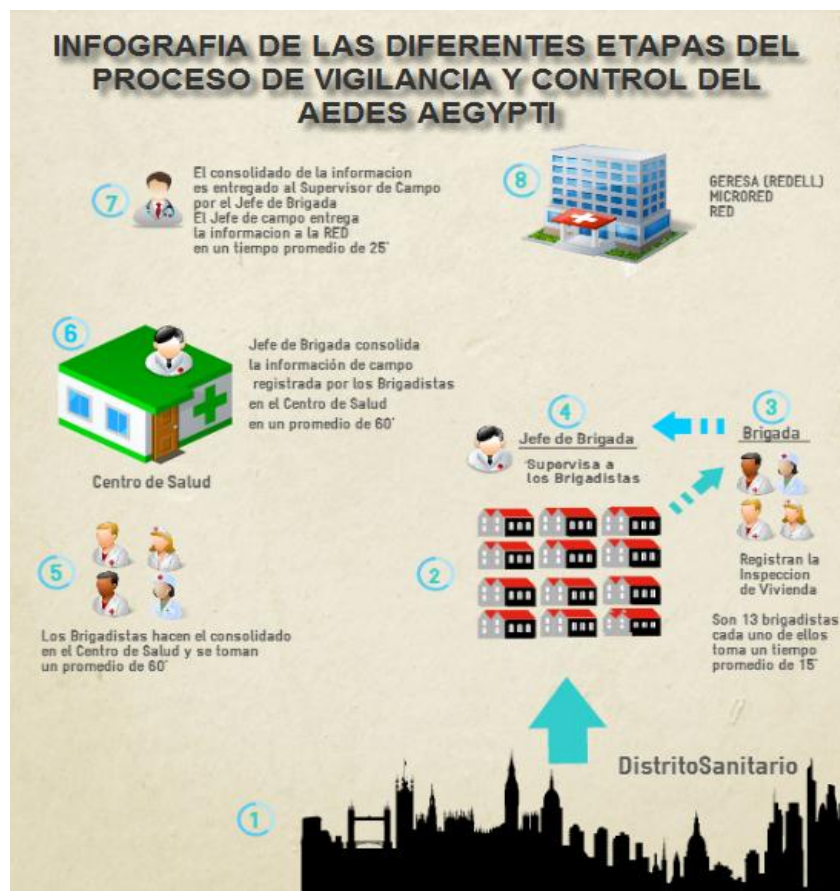 INFOGRAFIA DE LAS DIFERENTES ETAPAS DEL
PROCESO DE VIGILANCIA Y CONTROL DEL
AEDES AEGYPTI
7
El consolidado de la informacion
es entregado al Supervisor de Campo
por el Jefe de Brigada
El Jefe de campo entrega
la informacion a la RED
en un tiempo promedio de 25'
8
GERESA (REDELL)
MICRORED
RED
6
Jefe de Brigada consolida
la información de campo
registrada por los Brigadistas
en el Centro de Salud
en un promedio de 60'
Centro de Salud
4
Jefe de Brigada
Supervisa a
los Brigadistas
3
Brigada
Registran la
Inspeccion
de Vivienda
Son 13 brigadistas
cada uno de ellos
toma un tiempo
promedio de 15'
5
Los Brigadistas hacen el consolidado
en el Centro de Salud y se toman
un promedio de 60'
2
DistritoSanitario
1